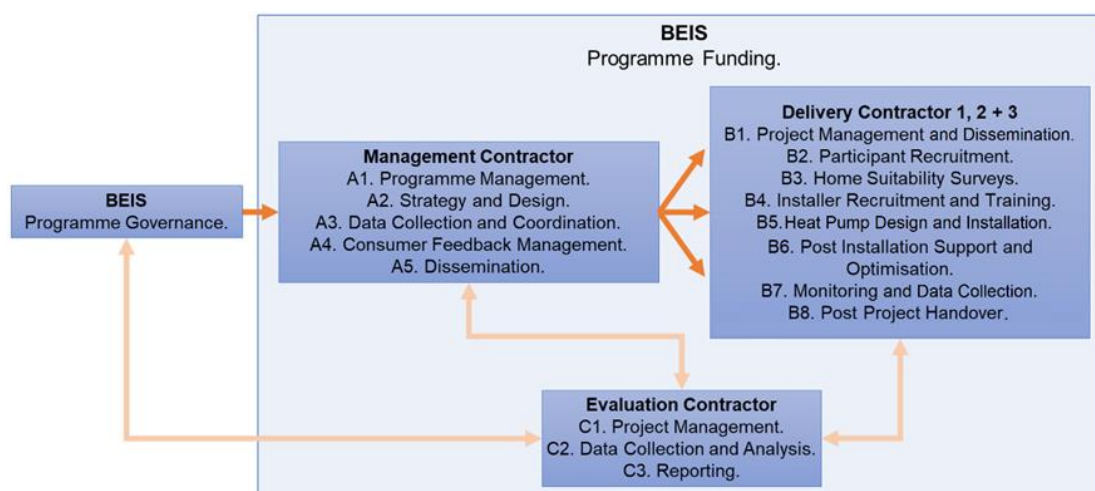 BEIS
Programme Funding.
BEIS
Programme Governance.
Management Contractor
A1. Programme Management.
A2. Strategy and Design.
A3. Data Collection and Coordination.
A4. Consumer Feedback Management.
A5. Dissemination.
Delivery Contractor 1, 2 + 3
B1. Project Management and Dissemination.
B2. Participant Recruitment.
B3. Home Suitability Surveys.
B4. Installer Recruitment and Training.
B5.Heat Pump Design and Installation.
B6. Post Installation Support and
Optimisation.
B7. Monitoring and Data Collection.
B8. Post Project Handover.
Evaluation Contractor
C1. Project Management.
C2. Data Collection and Analysis.
C3. Reporting.